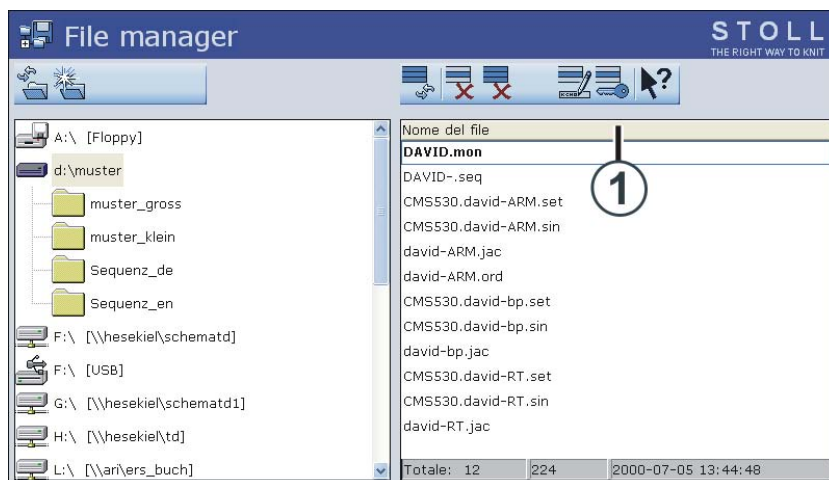 File manager
STOLL
THE RIGHT WAY TO KNIT
A:\ [Floppy]
d:\muster
muster_gross
muster_klein
Sequenz_de
Sequenz_en
F:\ [\\hesekiel\schematd]
F:\ [USB]
G:\ [\\hesekiel\schematd1]
H:\ [\\hesekiel\td]
L:\ [\\ari\ers_buch]
?
Nome del file
1
DAVID.mon
DAVID-.seq
CMS530.david-ARM.set
CMS530.david-ARM.sin
david-ARM.jac
david-ARM.ord
CMS530.david-bp.set
CMS530.david-bp.sin
david-bp.jac
CMS530.david-RT.set
CMS530.david-RT.sin
david-RT.jac
Totale: 12 224 2000-07-05 13:44:48